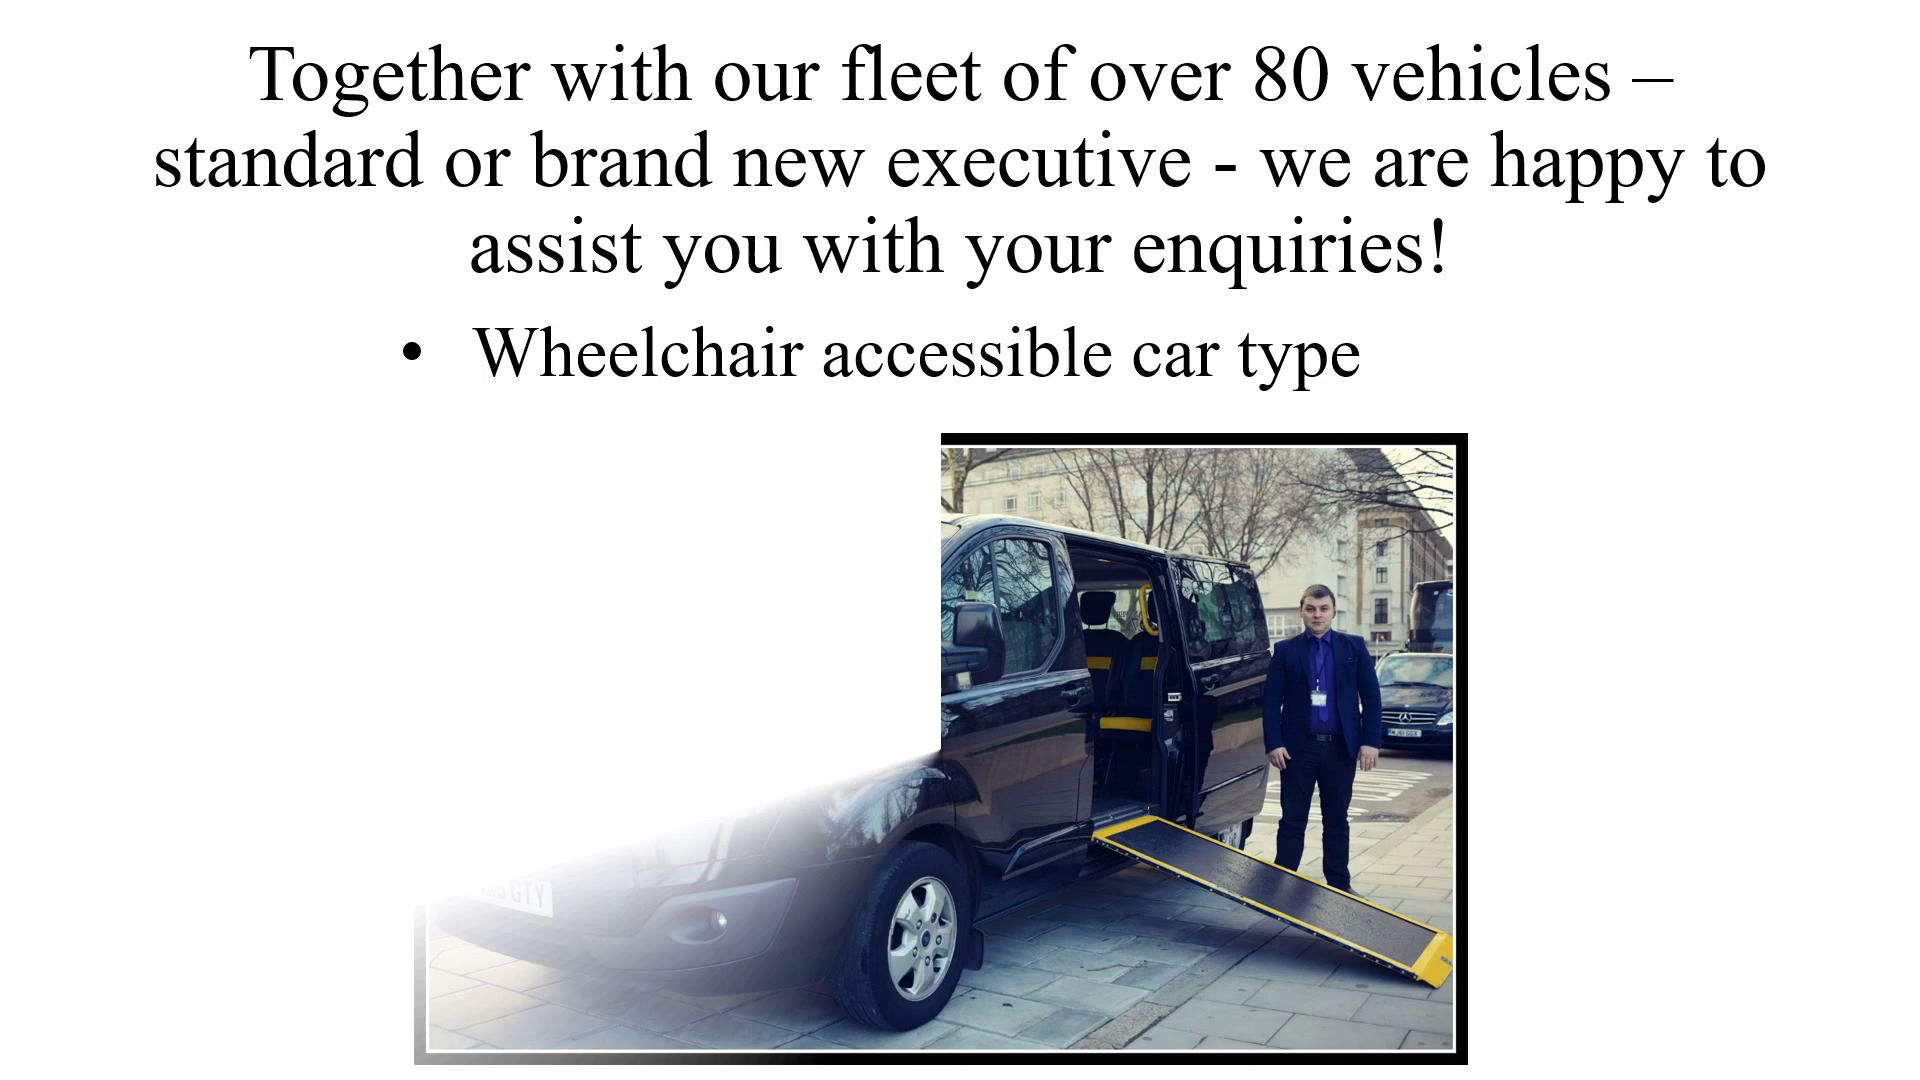 Together with our fleet of over 80 vehicles –
standard or brand new executive - we are happy to
assist you with your enquiries!
• Wheelchair accessible car type
GTY